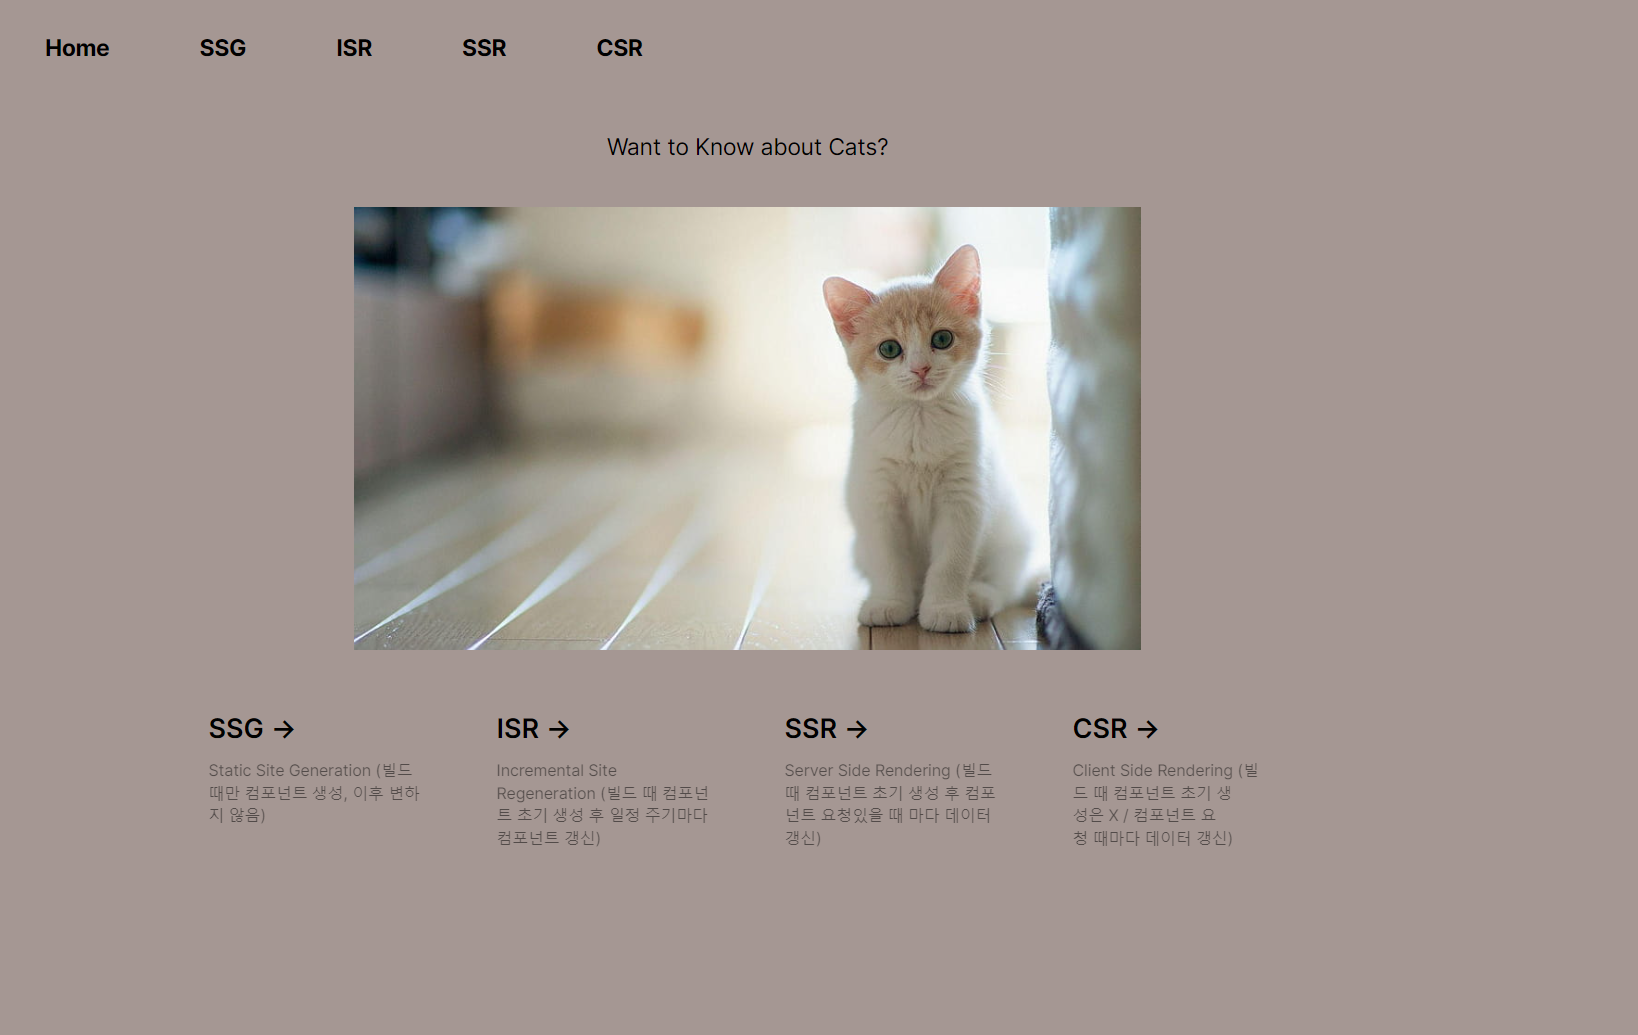 Home SSG ISR SSR CSR
Want to Know about Cats?
SSG →
Static Site Generation (빌드
때만 컴포넌트 생성, 이후 변하
지 않음)
ISR →
Incremental Site
Regeneration (빌드 때 컴포넌
트 초기 생성 후 일정 주기마다
컴포넌트 갱신)
SSR →
Server Side Rendering (빌드
때 컴포넌트 초기 생성 후 컴포
넌트 요청있을 때 마다 데이터
갱신)
CSR →
Client Side Rendering (빌
드 때 컴포넌트 초기 생
성은 X / 컴포넌트 요
청 때마다 데이터 갱신)